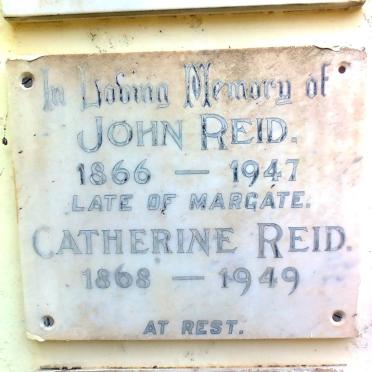 In Loving Memory of
JOHN REID.
1866 — 1947
LATE OF MARGATE.
CATHERINE REID.
1868 — 1949
AT REST.